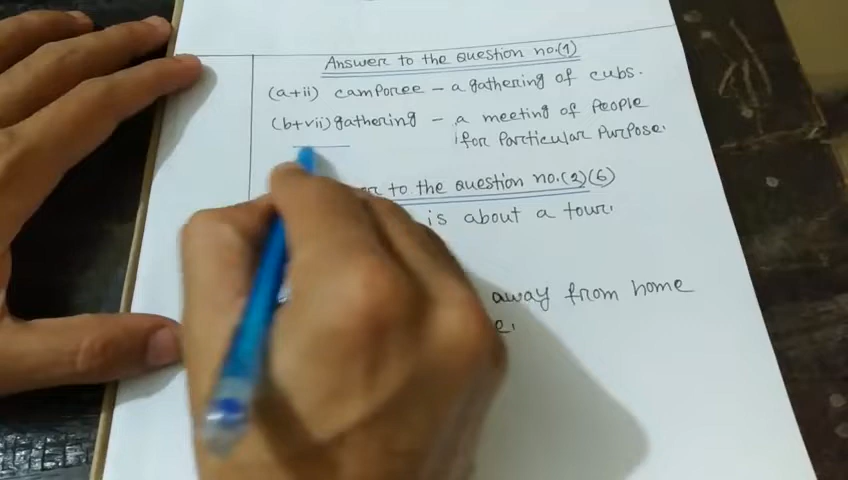 Answer to the question no.(1)
(a+ii) camporee - a gathering of cubs.
(b+vii) gathering - a meeting of People
for Particular Purpose.
to the question no.(2)(6)
is about a tour.
away from home